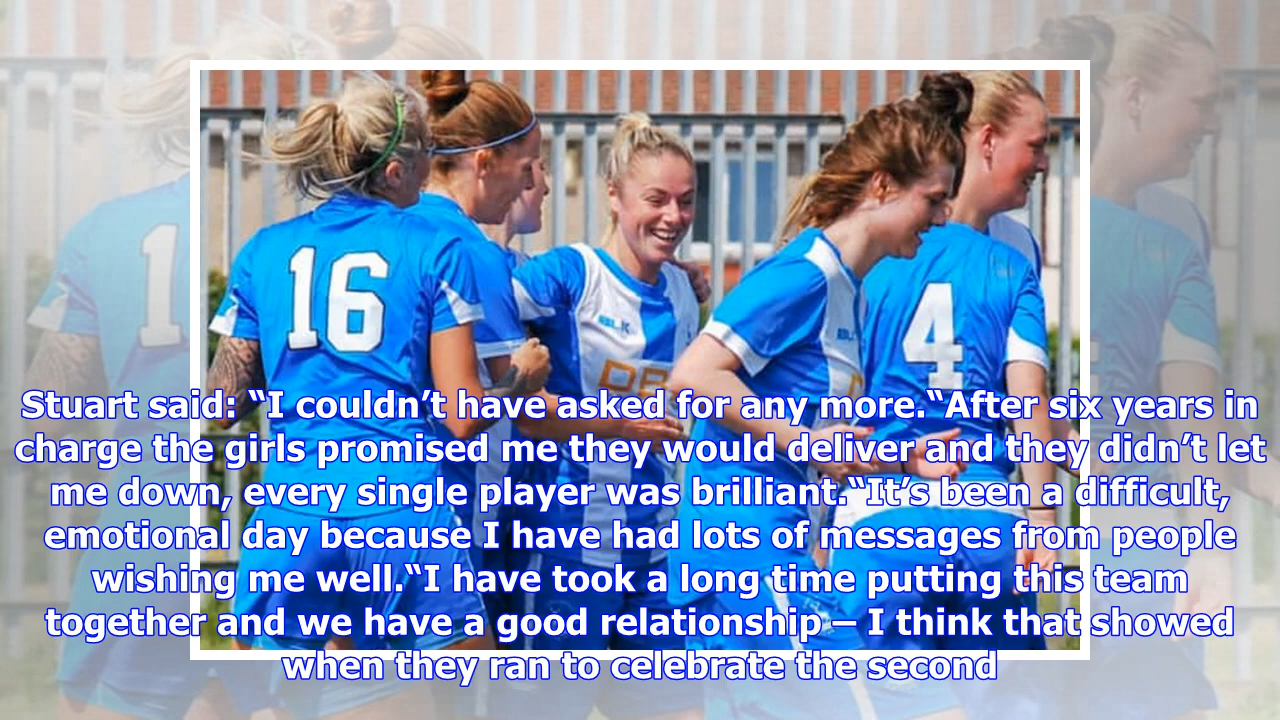 16
BLK
4
Stuart said: “I couldn’t have asked for any more.“After six years in
charge the girls promised me they would deliver and they didn’t let
me down, every single player was brilliant.“It’s been a difficult,
emotional day because I have had lots of messages from people
wishing me well.“I have took a long time putting this team
together and we have a good relationship – I think that showed
when they ran to celebrate the second